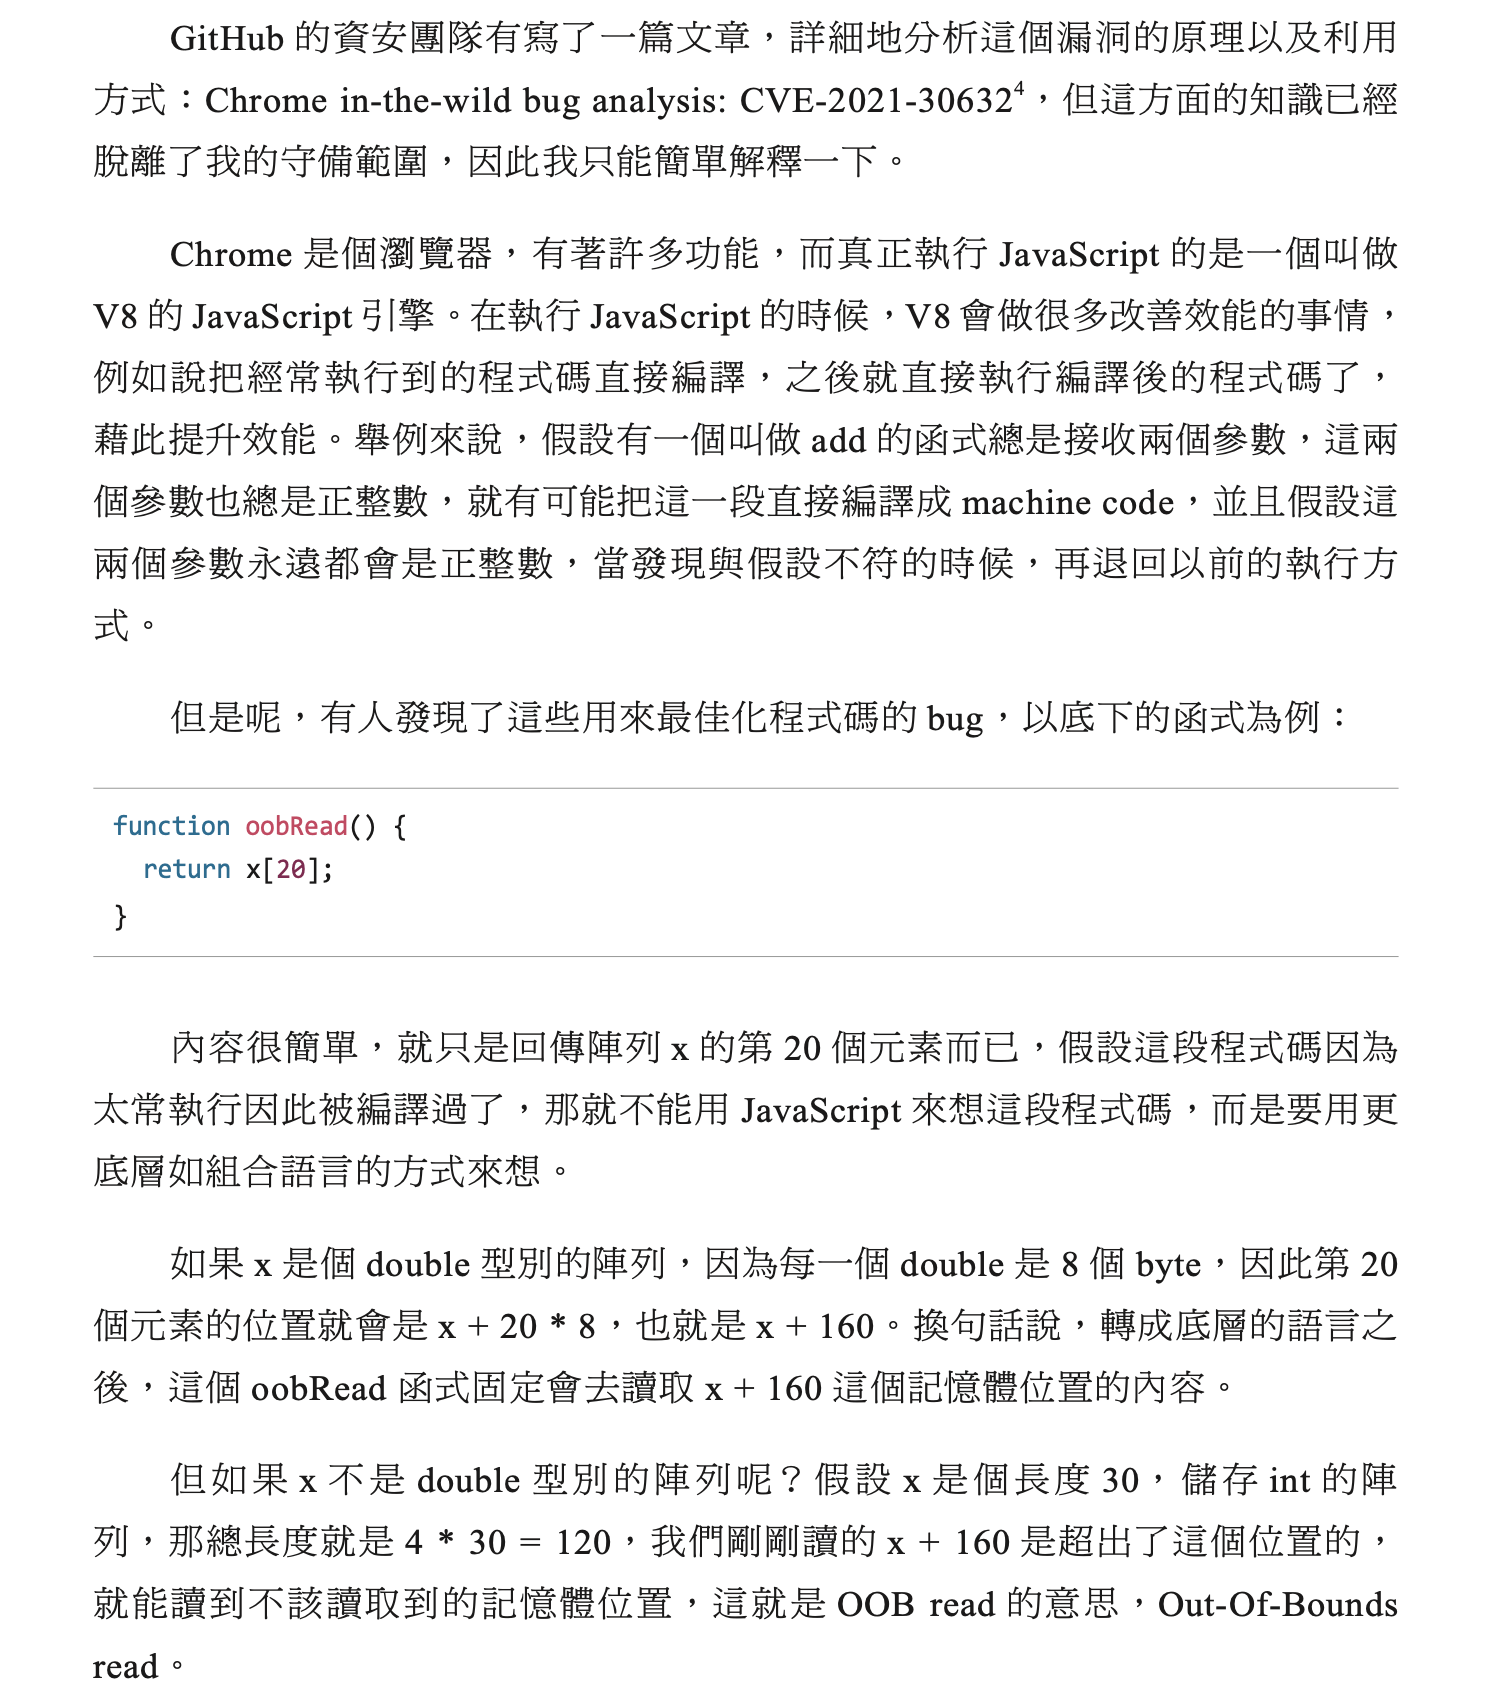 GitHub 的資安團隊有寫了一篇文章，詳細地分析這個漏洞的原理以及利用
方式：Chrome in-the-wild bug analysis: CVE-2021-30632⁴，但這方面的知識已經
脫離了我的守備範圍，因此我只能簡單解釋一下。
Chrome 是個瀏覽器，有著許多功能，而真正執行 JavaScript 的是一個叫做
V8 的 JavaScript 引擎。在執行 JavaScript 的時候，V8 會做很多改善效能的事情，
例如說把經常執行到的程式碼直接編譯，之後就直接執行編譯後的程式碼了，
藉此提升效能。舉例來說，假設有一個叫做 add 的函式總是接收兩個參數，這兩
個參數也總是正整數，就有可能把這一段直接編譯成 machine code，並且假設這
兩個參數永遠都會是正整數，當發現與假設不符的時候，再退回以前的執行方
式。
但是呢，有人發現了這些用來最佳化程式碼的 bug，以底下的函式為例：
function oobRead() {
  return x[20];
}
內容很簡單，就只是回傳陣列 x 的第 20 個元素而已，假設這段程式碼因為
太常執行因此被編譯過了，那就不能用 JavaScript 來想這段程式碼，而是要用更
底層如組合語言的方式來想。
如果 x 是個 double 型別的陣列，因為每一個 double 是 8 個 byte，因此第 20
個元素的位置就會是 x + 20 * 8，也就是 x + 160。換句話說，轉成底層的語言之
後，這個 oobRead 函式固定會去讀取 x + 160 這個記憶體位置的內容。
但如果 x 不是 double 型別的陣列呢？假設 x 是個長度 30，儲存 int 的陣
列，那總長度就是 4 * 30 = 120，我們剛剛讀的 x + 160 是超出了這個位置的，
就能讀到不該讀取到的記憶體位置，這就是 OOB read 的意思，Out-Of-Bounds
read。